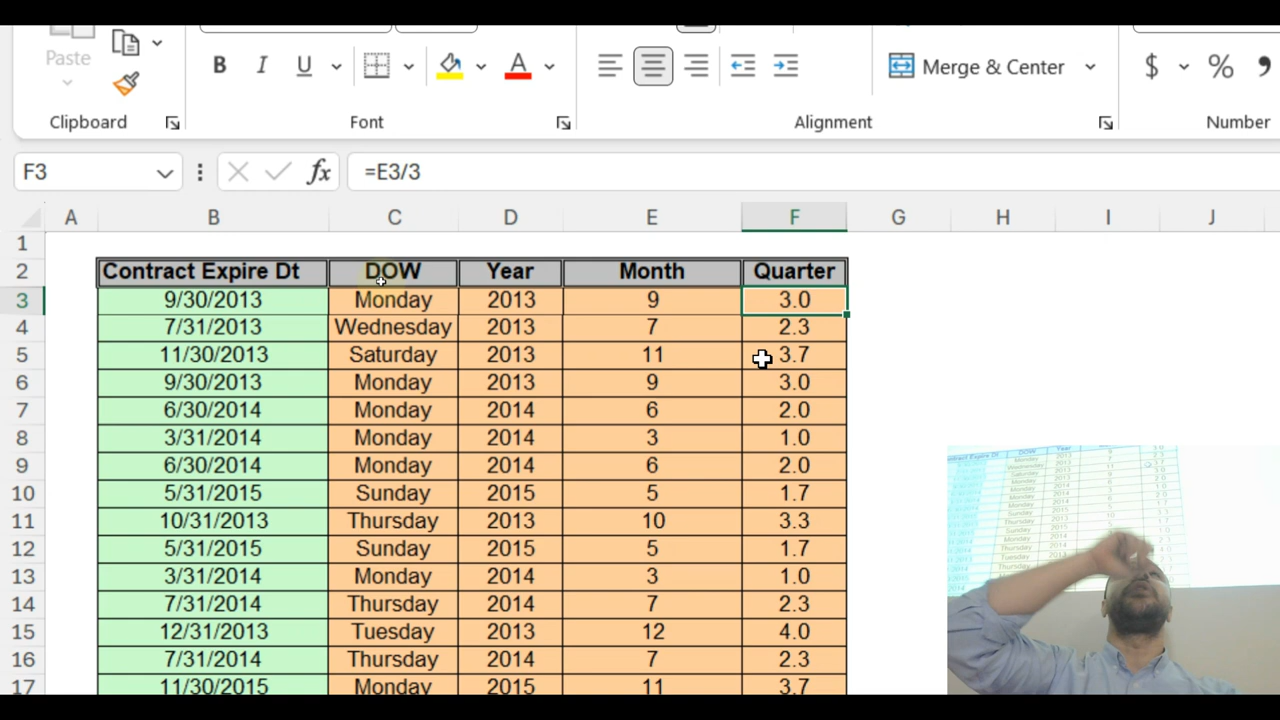 Paste
B I U A Merge & Center $ % ,
Clipboard Font Alignment Number
F3 fx =E3/3
A B C D E F G H I J
1
2 Contract Expire Dt DOW Year Month Quarter
3 9/30/2013 Monday 2013 9 3.0
4 7/31/2013 Wednesday 2013 7 2.3
5 11/30/2013 Saturday 2013 11 3.7
6 9/30/2013 Monday 2013 9 3.0
7 6/30/2014 Monday 2014 6 2.0
8 3/31/2014 Monday 2014 3 1.0
9 6/30/2014 Monday 2014 6 2.0
10 5/31/2015 Sunday 2015 5 1.7
11 10/31/2013 Thursday 2013 10 3.3
12 5/31/2015 Sunday 2015 5 1.7
13 3/31/2014 Monday 2014 3 1.0
14 7/31/2014 Thursday 2014 7 2.3
15 12/31/2013 Tuesday 2013 12 4.0
16 7/31/2014 Thursday 2014 7 2.3
17 11/30/2015 Monday 2015 11 3.7